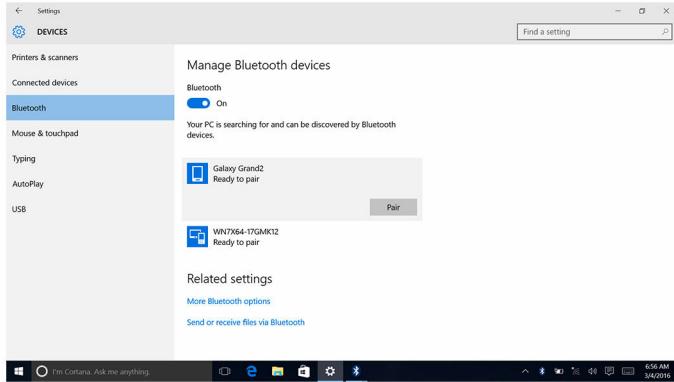 Settings
DEVICES
Find a setting
Printers & scanners
Connected devices
Bluetooth
Mouse & touchpad
Typing
AutoPlay
USB
Manage Bluetooth devices
Bluetooth
On
Your PC is searching for and can be discovered by Bluetooth
devices.
Galaxy Grand2
Ready to pair
Pair
WN7X64-17GMK12
Ready to pair
Related settings
More Bluetooth options
Send or receive files via Bluetooth
I'm Cortana. Ask me anything.
6:56 AM
3/4/2016